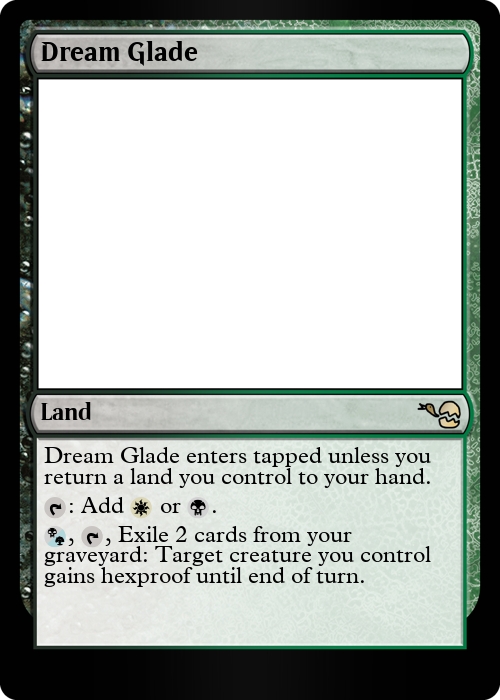 Dream Glade
Land
Dream Glade enters tapped unless you
return a land you control to your hand.
: Add or .
, , Exile 2 cards from your
graveyard: Target creature you control
gains hexproof until end of turn.